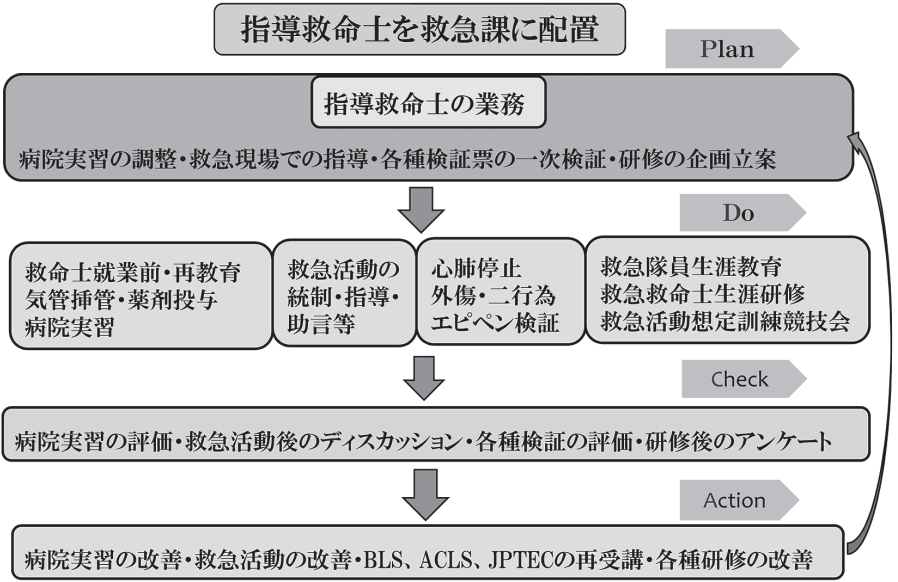 指導救命士を救急課に配置
Plan
指導救命士の業務
病院実習の調整・救急現場での指導・各種検証票の一次検証・研修の企画立案
Do
救命士就業前・再教育
気管挿管・薬剤投与
病院実習
救急活動の
統制・指導・
助言等
心肺停止
外傷・二行為
エピペン検証
救急隊員生涯教育
救急救命士生涯研修
救急活動想定訓練競技会
Check
病院実習の評価・救急活動後のディスカッション・各種検証の評価・研修後のアンケート
Action
病院実習の改善・救急活動の改善・BLS、ACLS、JPTECの再受講・各種研修の改善